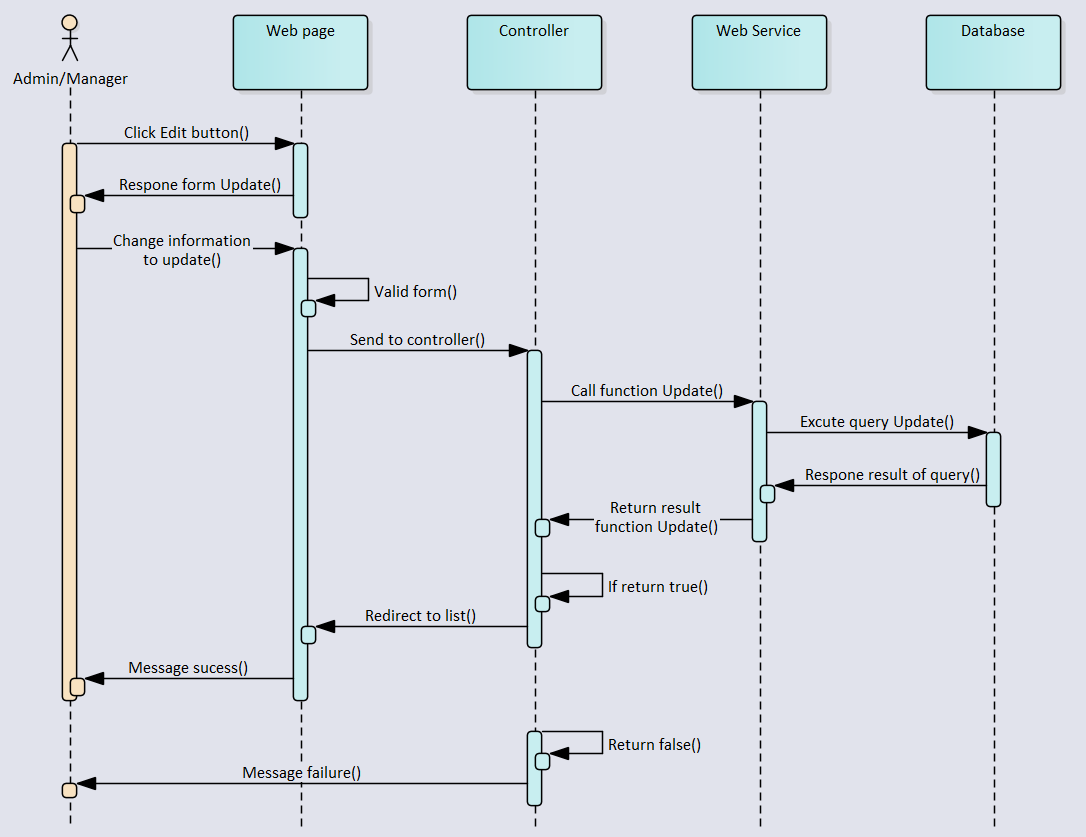 Web page
Controller
Web Service
Database
Admin/Manager
Click Edit button()
Respone form Update()
Change information
to update()
Valid form()
Send to controller()
Call function Update()
Excute query Update()
Respone result of query()
Return result
function Update()
If return true()
Redirect to list()
Message sucess()
Return false()
Message failure()